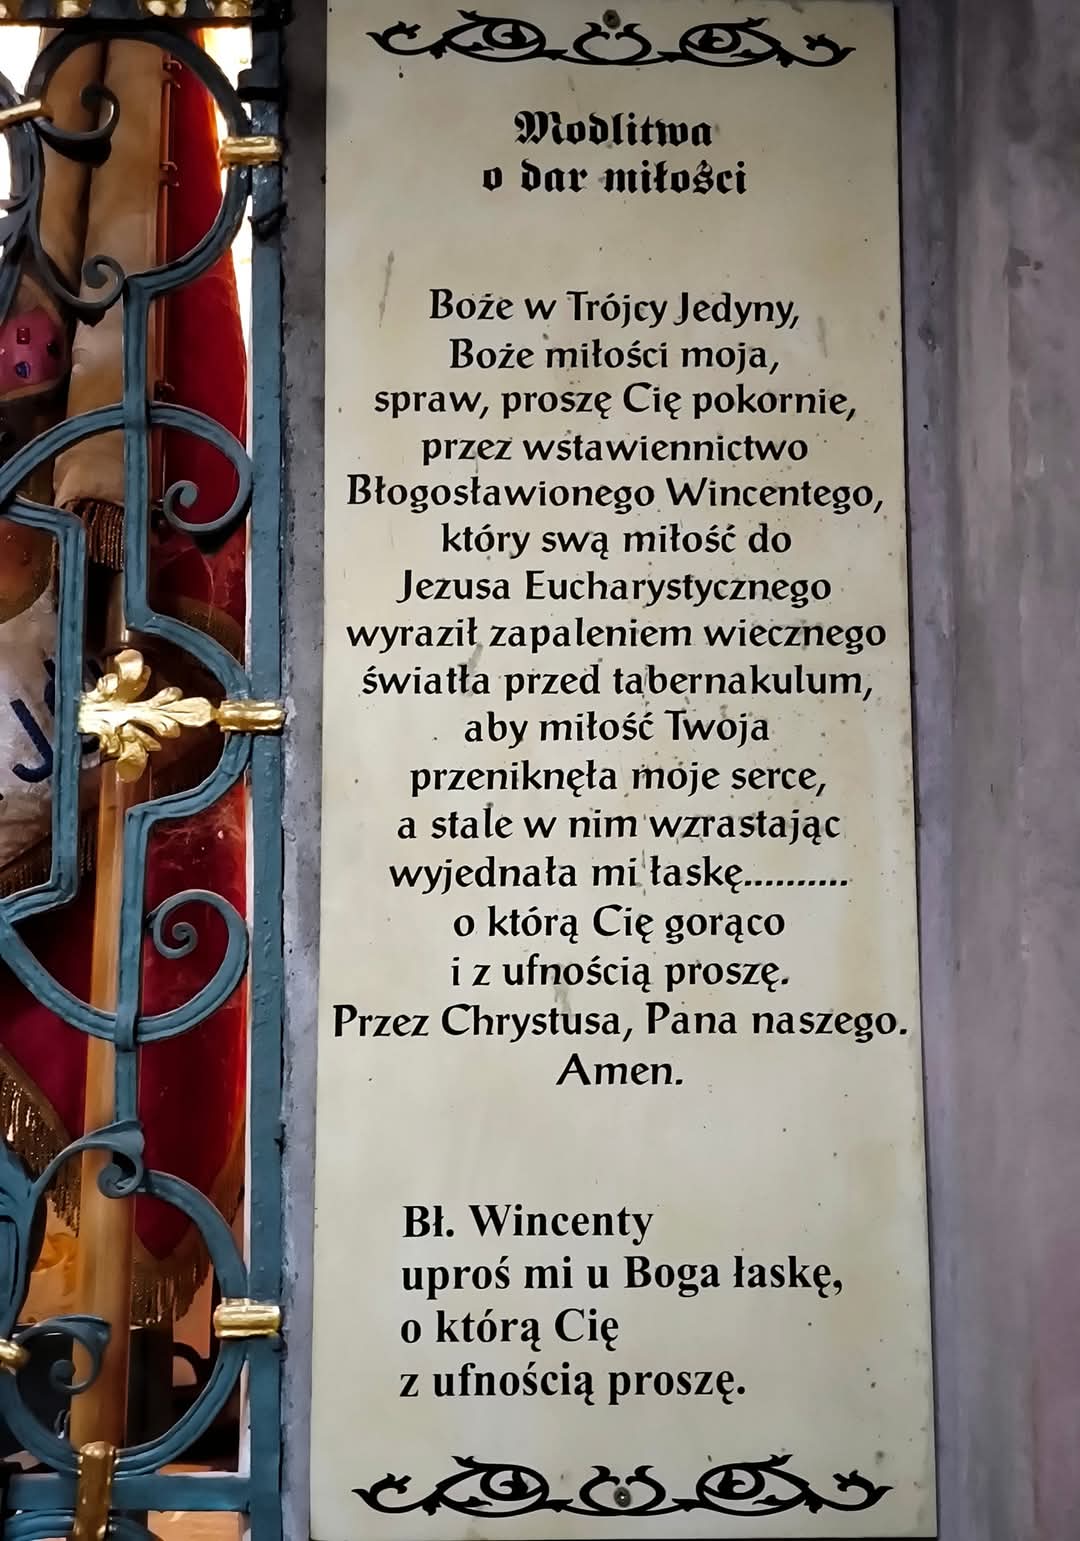 Modlitwa
o dar miłości
Boże w Trójcy Jedyny,
Boże miłości moja,
spraw, proszę Cię pokornie,
przez wstawiennictwo
Błogosławionego Wincentego,
który swą miłość do
Jezusa Eucharystycznego
wyraził zapaleniem wiecznego
światła przed tabernakulum,
aby miłość Twoja
przeniknęła moje serce,
a stale w nim wzrastając
wyjednała mi łaskę..........
o którą Cię gorąco
i z ufnością proszę.
Przez Chrystusa, Pana naszego.
Amen.
Bł. Wincenty
uproś mi u Boga łaskę,
o którą Cię
z ufnością proszę.